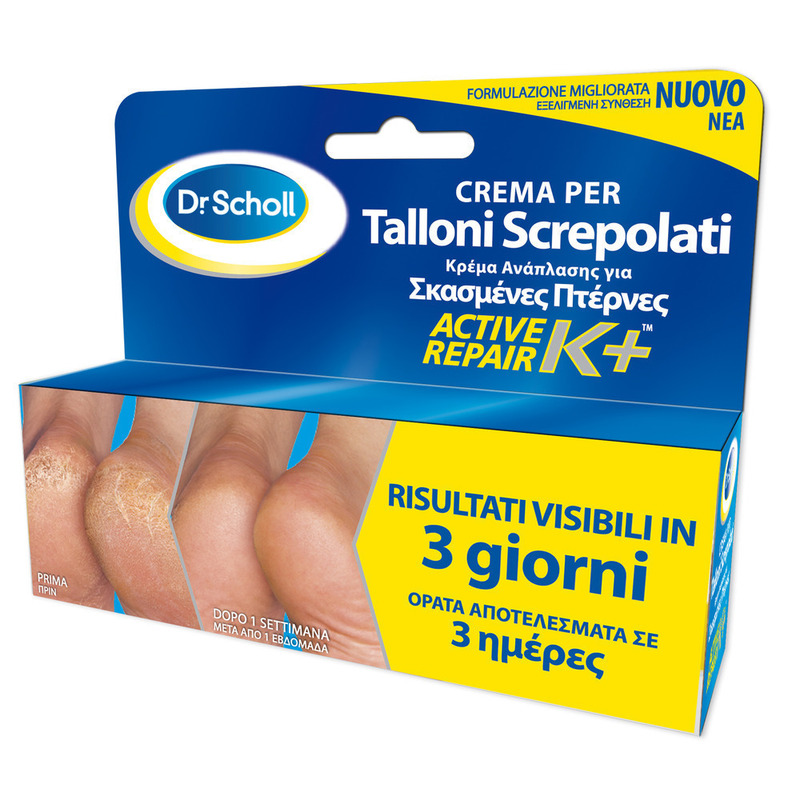 FORMULAZIONE MIGLIORATA
ΕΞΕΛΙΓΜΕΝΗ ΣΥΝΘΕΣΗ
NUOVO
ΝΕΑ
Dr. Scholl
CREMA PER
Talloni Screpolati
Κρέμα Ανάπλασης για
Σκασμένες Πτέρνες
ACTIVE
REPAIR K+™
PRIMA
ΠΡΙΝ
DOPO 1 SETTIMANA
ΜΕΤΑ ΑΠΟ 1 ΕΒΔΟΜΑΔΑ
RISULTATI VISIBILI IN
3 giorni
ΟΡΑΤΑ ΑΠΟΤΕΛΕΣΜΑΤΑ ΣΕ
3 ημέρες